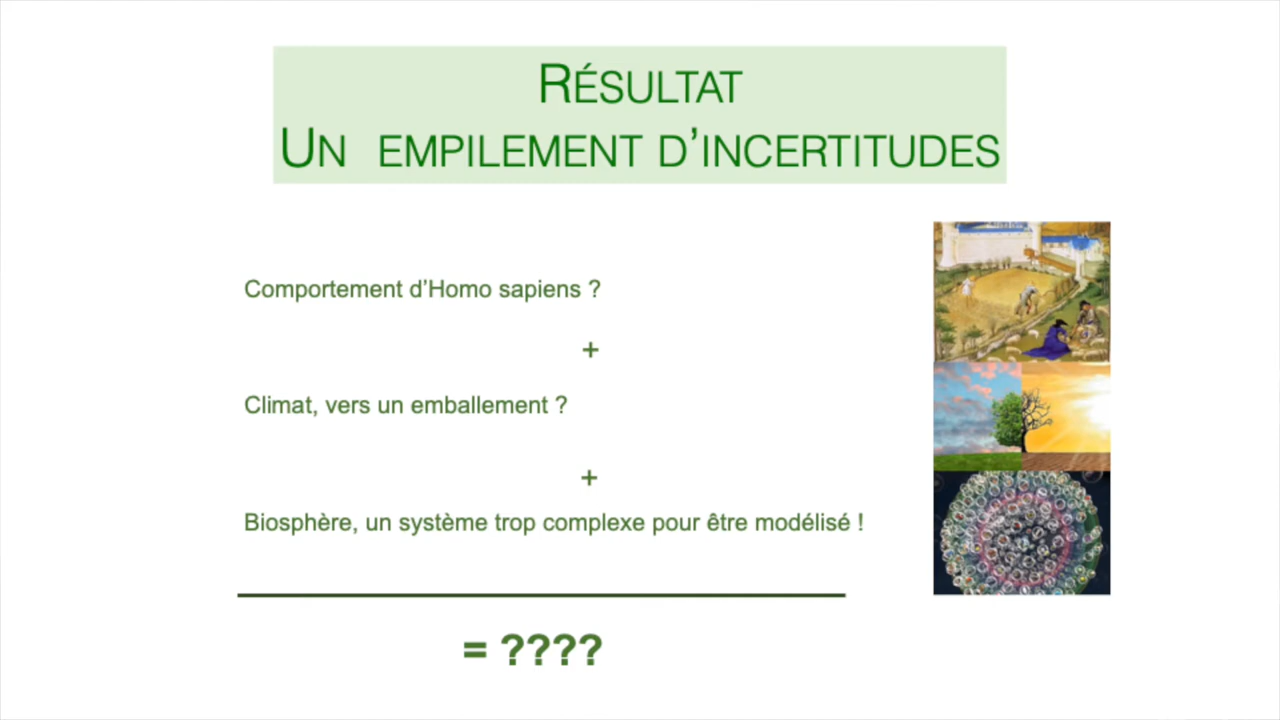 RÉSULTAT
UN EMPILEMENT D’INCERTITUDES
Comportement d’Homo sapiens ?
+
Climat, vers un emballement ?
+
Biosphère, un système trop complexe pour être modélisé !
= ????